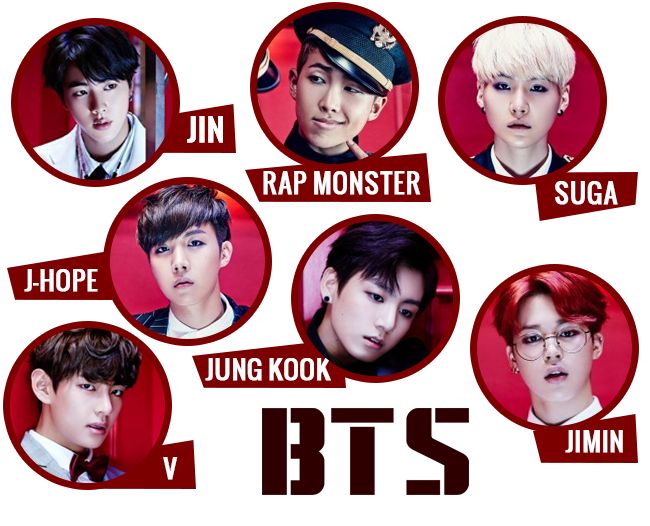 JIN
RAP MONSTER
SUGA
J-HOPE
JUNG KOOK
JIMIN
V
BTS